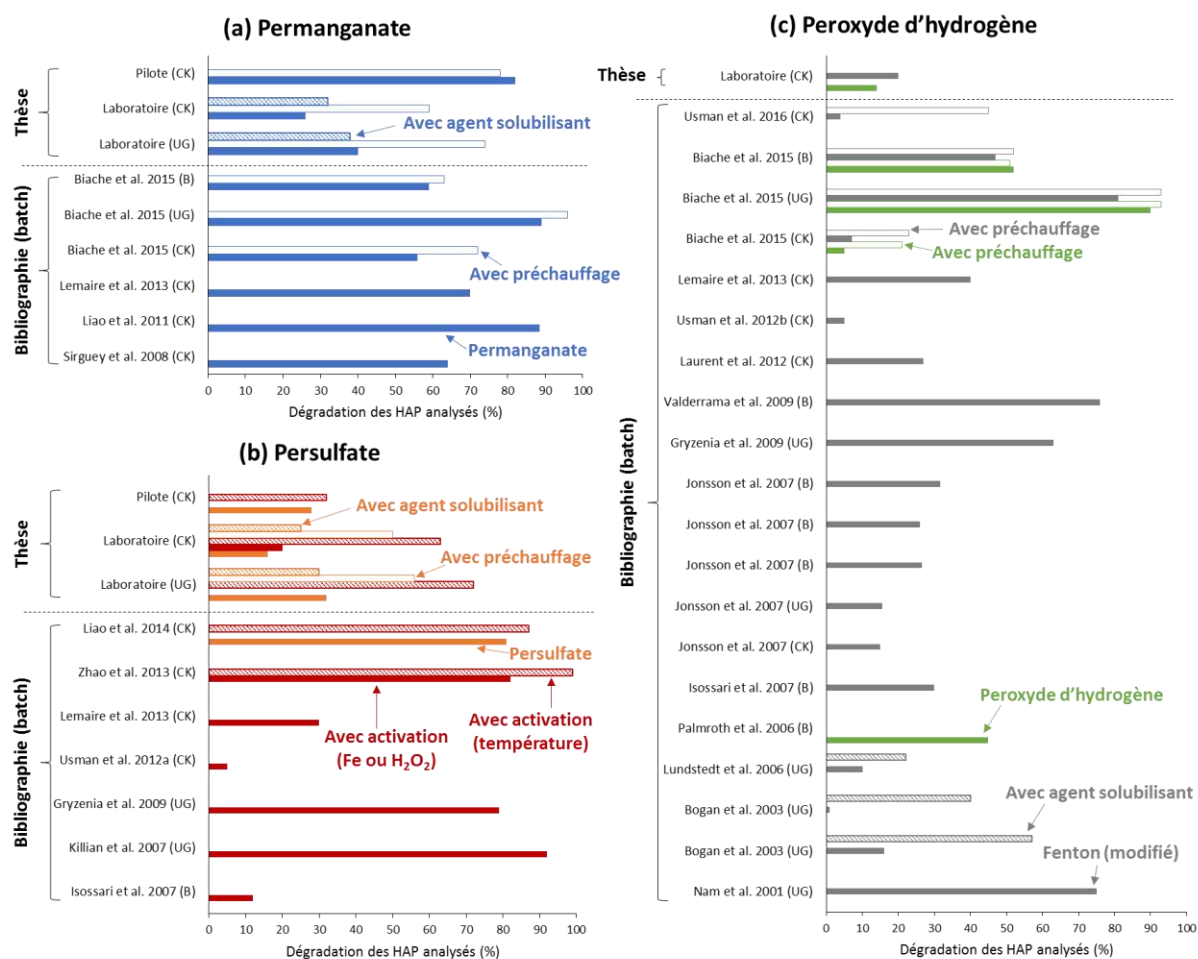 (a) Permanganate
Thèse
Pilote (CK)
Laboratoire (CK)
Laboratoire (UG)
Avec agent solubilisant
Bibliographie (batch)
Biache et al. 2015 (B)
Biache et al. 2015 (UG)
Biache et al. 2015 (CK)
Avec préchauffage
Lemaire et al. 2013 (CK)
Liao et al. 2011 (CK)
Permanganate
Sirguey et al. 2008 (CK)
0 10 20 30 40 50 60 70 80 90 100
Dégradation des HAP analysés (%)
(b) Persulfate
Thèse
Pilote (CK)
Avec agent solubilisant
Laboratoire (CK)
Avec préchauffage
Laboratoire (UG)
Bibliographie (batch)
Liao et al. 2014 (CK)
Persulfate
Zhao et al. 2013 (CK)
Lemaire et al. 2013 (CK)
Avec activation
(Fe ou H₂O₂)
Avec activation
(température)
Usman et al. 2012a (CK)
Gryzenia et al. 2009 (UG)
Killian et al. 2007 (UG)
Isossari et al. 2007 (B)
0 10 20 30 40 50 60 70 80 90 100
Dégradation des HAP analysés (%)
(c) Peroxyde d’hydrogène
Thèse
Laboratoire (CK)
Bibliographie (batch)
Usman et al. 2016 (CK)
Biache et al. 2015 (B)
Biache et al. 2015 (UG)
Avec préchauffage
Biache et al. 2015 (CK)
Avec préchauffage
Lemaire et al. 2013 (CK)
Usman et al. 2012b (CK)
Laurent et al. 2012 (CK)
Valderrama et al. 2009 (B)
Gryzenia et al. 2009 (UG)
Jonsson et al. 2007 (B)
Jonsson et al. 2007 (B)
Jonsson et al. 2007 (B)
Jonsson et al. 2007 (UG)
Jonsson et al. 2007 (CK)
Isossari et al. 2007 (B)
Peroxyde d’hydrogène
Palmroth et al. 2006 (B)
Lundstedt et al. 2006 (UG)
Avec agent solubilisant
Bogan et al. 2003 (UG)
Bogan et al. 2003 (UG)
Fenton (modifié)
Nam et al. 2001 (UG)
0 10 20 30 40 50 60 70 80 90 100
Dégradation des HAP analysés (%)